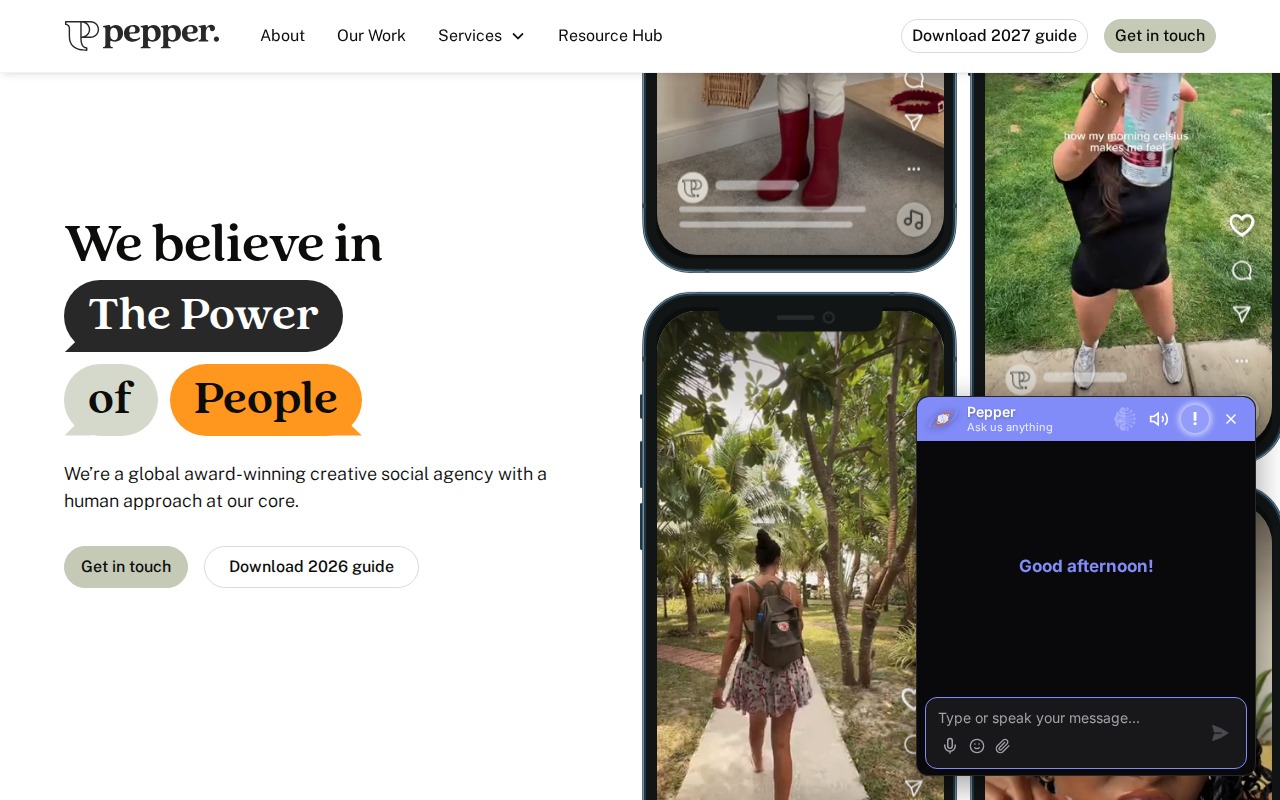 pepper.
About
Our Work
Services
Resource Hub
Download 2027 guide
Get in touch
We believe in
The Power
of
People
We’re a global award-winning creative social agency with a
human approach at our core.
Get in touch
Download 2026 guide
how my morning celsius
makes me feel
Pepper
Ask us anything
Good afternoon!
Type or speak your message...